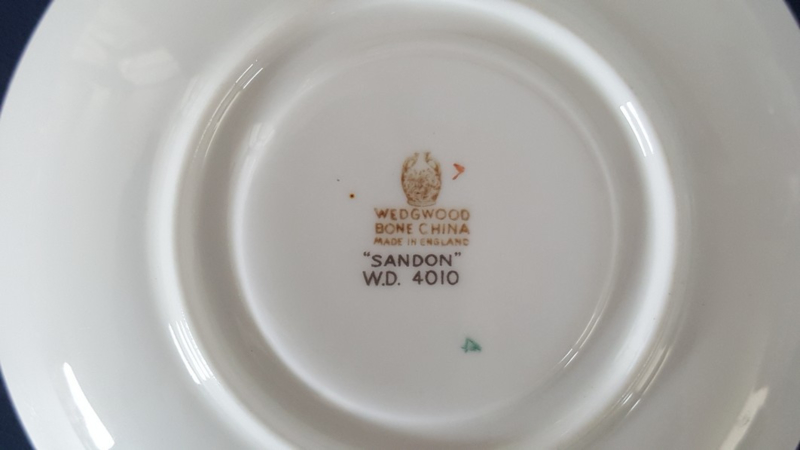 WEDGWOOD
BONE CHINA
MADE IN ENGLAND
"SANDON"
W.D. 4010